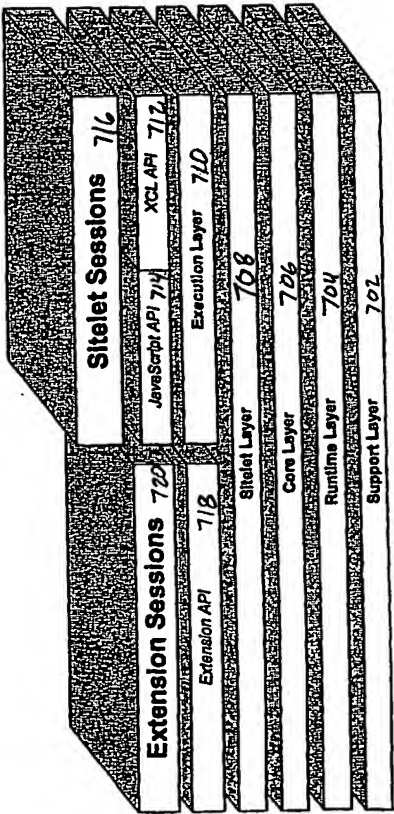 Sitelet Sessions 716
Extension Sessions 720
JavaScript API 714
XCL API 712
Extension API 718
Execution Layer 710
Sitelet Layer 708
Core Layer 706
Runtime Layer 704
Support Layer 702